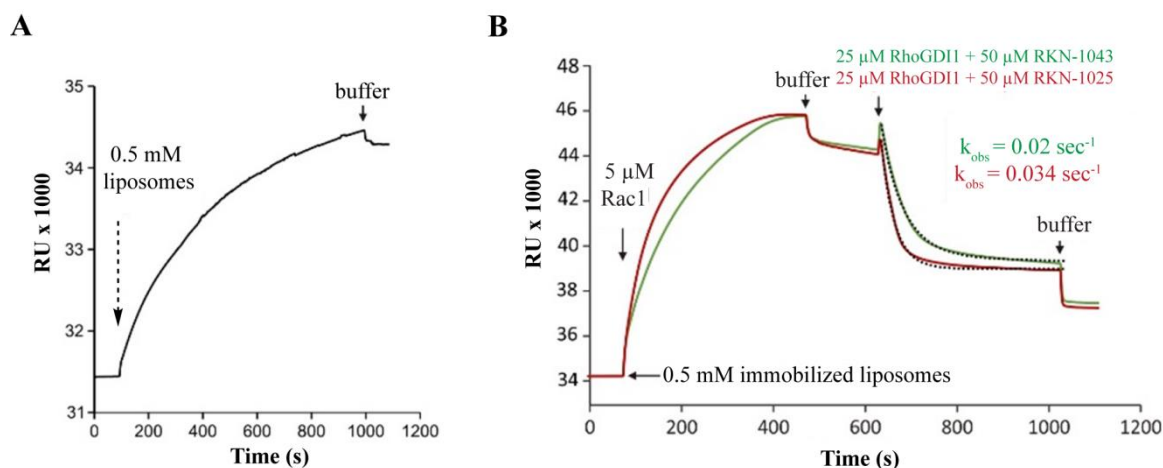 A
35
34
33
32
31
RU x 1000
0.5 mM
liposomes
buffer
0 200 400 600 800 1000 1200
Time (s)
B
25 µM RhoGDI1 + 50 µM RKN-1043
25 µM RhoGDI1 + 50 µM RKN-1025
48
46
44
42
40
38
36
34
RU x 1000
buffer
5 µM
Rac1
kobs = 0.02 sec-1
kobs = 0.034 sec-1
buffer
0.5 mM immobilized liposomes
0 200 400 600 800 1000 1200
Time (s)